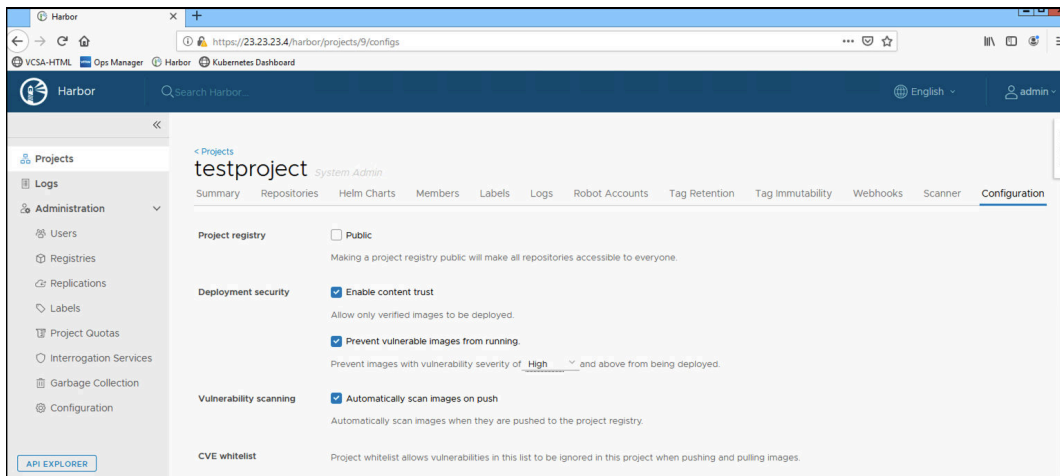 Harbor
https://23.23.23.4/harbor/projects/9/configs
VCSA-HTML Ops Manager Harbor Kubernetes Dashboard
Harbor Search Harbor... English admin
Projects
Logs
Administration
Users
Registries
Replications
Labels
Project Quotas
Interrogation Services
Garbage Collection
Configuration
API EXPLORER
< Projects
testproject System Admin
Summary Repositories Helm Charts Members Labels Logs Robot Accounts Tag Retention Tag Immutability Webhooks Scanner Configuration
Project registry Public
Making a project registry public will make all repositories accessible to everyone.
Deployment security Enable content trust
Allow only verified images to be deployed.
Prevent vulnerable images from running.
Prevent images with vulnerability severity of High and above from being deployed.
Vulnerability scanning Automatically scan images on push
Automatically scan images when they are pushed to the project registry.
CVE whitelist Project whitelist allows vulnerabilities in this list to be ignored in this project when pushing and pulling images.